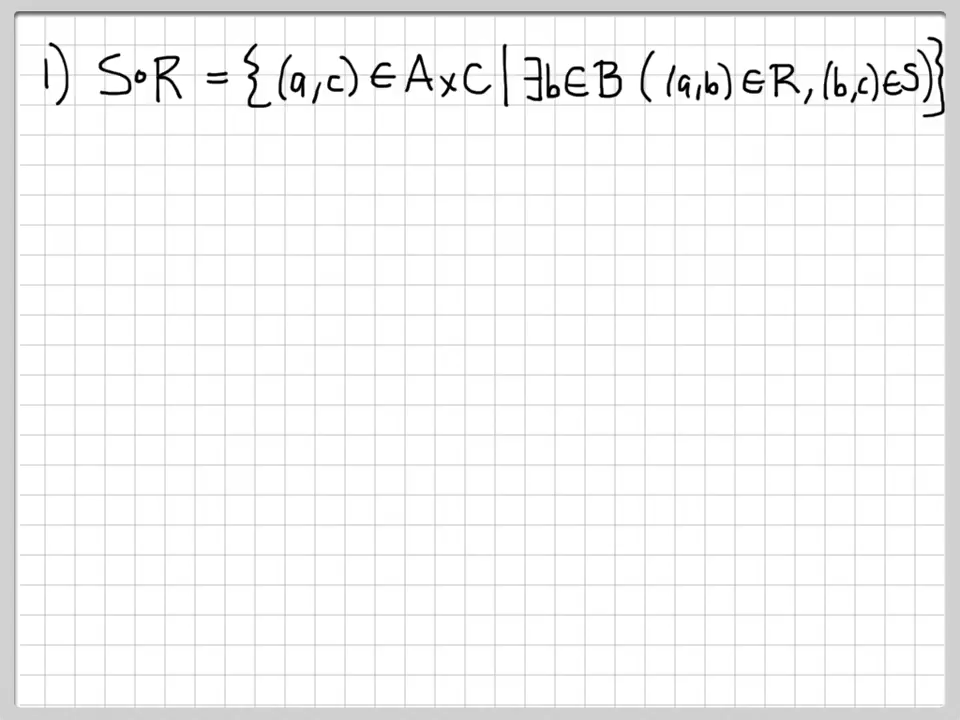 1) S∘R = {(a,c) ∈ A×C | ∃b∈B ( (a,b) ∈ R, (b,c) ∈ S)}